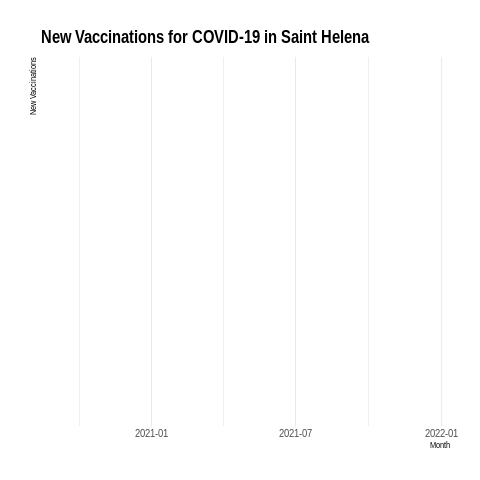 New Vaccinations for COVID-19 in Saint Helena
New Vaccinations
2021-01
2021-07
2022-01
Month